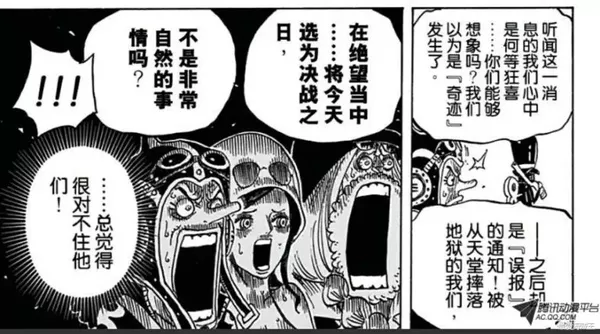 听闻这一消
息的我们心中
是何等狂喜
……你们能够
想象吗？我们
以为是『奇迹』
发生了．
——之后却
是『误报』
的通知！被
从天堂摔落
地狱的我们，
在绝望当中
……将今天
选为决战之
日，
不是非常
自然的事
情吗？
!!!
……总觉得
很对不住他
们！
腾讯动漫平台
AC.QQ.COM